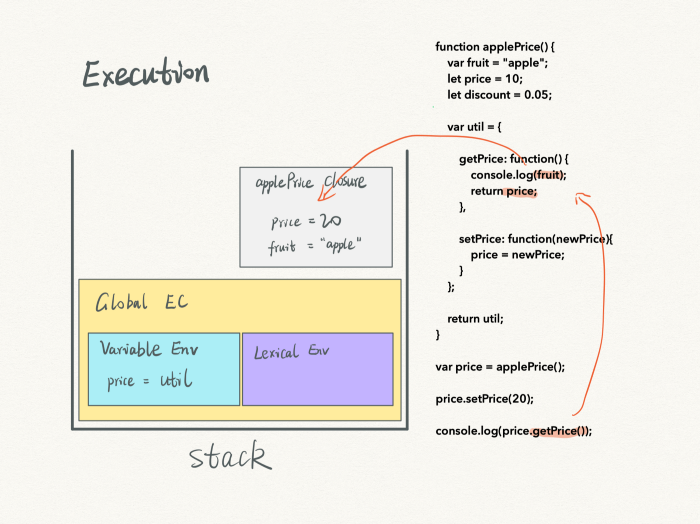 Execution
applePrice closure
price = 20
fruit = "apple"
Global EC
Variable Env
price = util
Lexical Env
stack
function applePrice() {
var fruit = "apple";
let price = 10;
let discount = 0.05;
var util = {
getPrice: function() {
console.log(fruit);
return price;
},
setPrice: function(newPrice){
price = newPrice;
}
};
return util;
}
var price = applePrice();
price.setPrice(20);
console.log(price.getPrice());